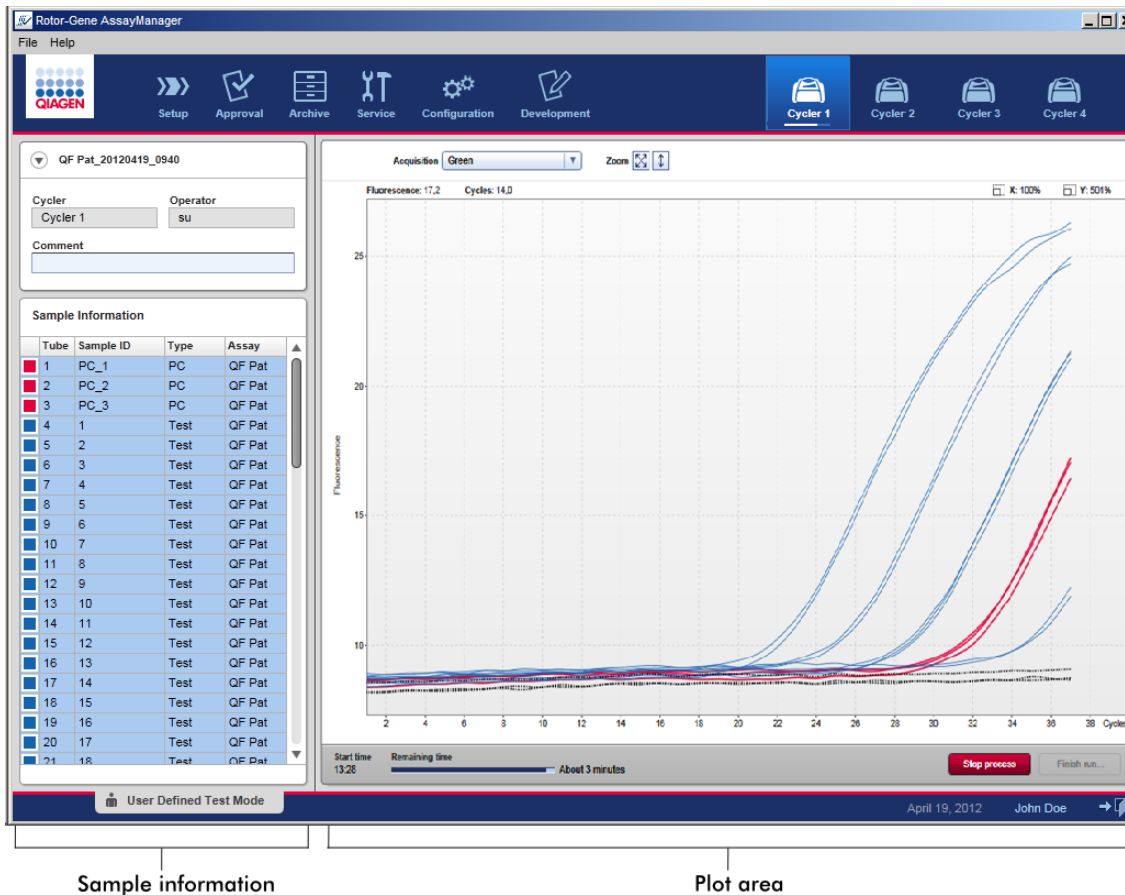 Rotor-Gene AssayManager
File Help
QIAGEN
Setup Approval Archive Service Configuration Development Cycler 1 Cycler 2 Cycler 3 Cycler 4
QF Pat_20120419_0940
Cycler Operator
Cycler 1 su
Comment
Sample Information
Tube Sample ID Type Assay
1 PC_1 PC QF Pat
2 PC_2 PC QF Pat
3 PC_3 PC QF Pat
4 1 Test QF Pat
5 2 Test QF Pat
6 3 Test QF Pat
7 4 Test QF Pat
8 5 Test QF Pat
9 6 Test QF Pat
10 7 Test QF Pat
11 8 Test QF Pat
12 9 Test QF Pat
13 10 Test QF Pat
14 11 Test QF Pat
15 12 Test QF Pat
16 13 Test QF Pat
17 14 Test QF Pat
18 15 Test QF Pat
19 16 Test QF Pat
20 17 Test QF Pat
21 18 Test QF Pat
User Defined Test Mode
Acquisition Green Zoom
Fluorescence: 17,2 Cycles: 14,0 X: 100% Y: 501%
25
20
15
10
Fluorescence
2 4 6 8 10 12 14 16 18 20 22 24 26 28 30 32 34 36 38 Cycles
Start time Remaining time
13:28 About 3 minutes
Stop process Finish run...
April 19, 2012 John Doe
Sample information Plot area